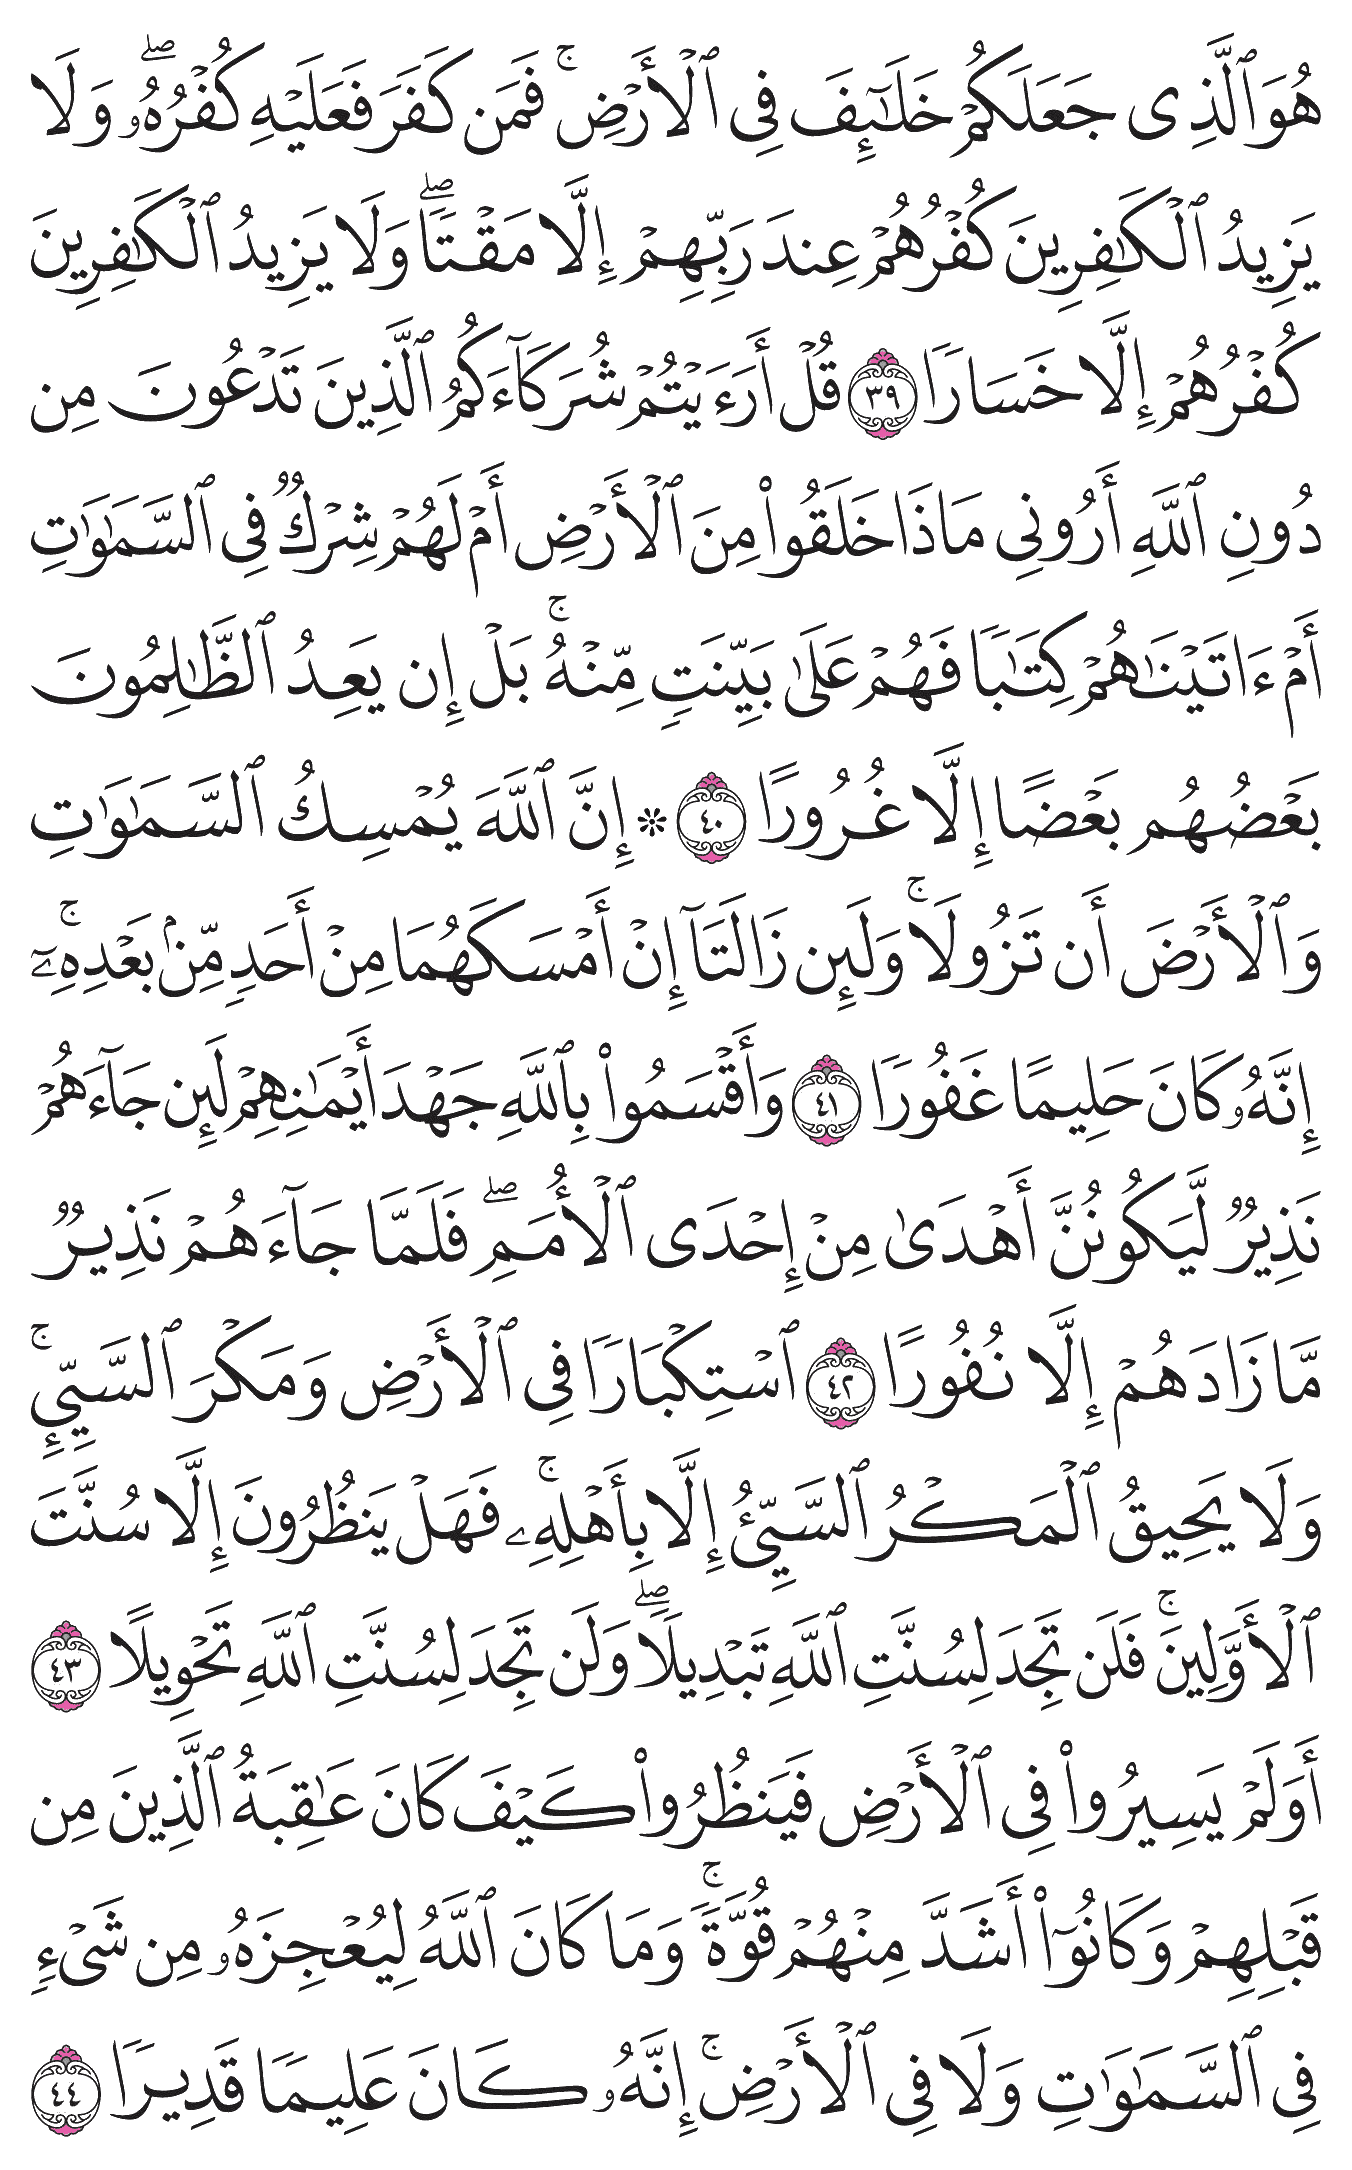 هُوَ ٱلَّذِى جَعَلَكُمْ خَلَـٰٓئِفَ فِى ٱلْأَرْضِ ۚ فَمَن كَفَرَ فَعَلَيْهِ كُفْرُهُۥ ۖ وَلَا
يَزِيدُ ٱلْكَـٰفِرِينَ كُفْرُهُمْ عِندَ رَبِّهِمْ إِلَّا مَقْتًا ۖ وَلَا يَزِيدُ ٱلْكَـٰفِرِينَ
كُفْرُهُمْ إِلَّا خَسَارًا ٣٩ قُلْ أَرَءَيْتُمْ شُرَكَآءَكُمُ ٱلَّذِينَ تَدْعُونَ مِن
دُونِ ٱللَّهِ أَرُونِى مَاذَا خَلَقُوا۟ مِنَ ٱلْأَرْضِ أَمْ لَهُمْ شِرْكٌ فِى ٱلسَّمَـٰوَٰتِ
أَمْ ءَاتَيْنَـٰهُمْ كِتَـٰبًا فَهُمْ عَلَىٰ بَيِّنَتٍ مِّنْهُ ۚ بَلْ إِن يَعِدُ ٱلظَّـٰلِمُونَ
بَعْضُهُم بَعْضًا إِلَّا غُرُورًا ٤٠ ۞ إِنَّ ٱللَّهَ يُمْسِكُ ٱلسَّمَـٰوَٰتِ
وَٱلْأَرْضَ أَن تَزُولَا ۚ وَلَئِن زَالَتَآ إِنْ أَمْسَكَهُمَا مِنْ أَحَدٍ مِّنۢ بَعْدِهِۦٓ ۚ
إِنَّهُۥ كَانَ حَلِيمًا غَفُورًا ٤١ وَأَقْسَمُوا۟ بِٱللَّهِ جَهْدَ أَيْمَـٰنِهِمْ لَئِن جَآءَهُمْ
نَذِيرٌ لَّيَكُونُنَّ أَهْدَىٰ مِنْ إِحْدَى ٱلْأُمَمِ ۖ فَلَمَّا جَآءَهُمْ نَذِيرٌ
مَّا زَادَهُمْ إِلَّا نُفُورًا ٤٢ ٱسْتِكْبَارًا فِى ٱلْأَرْضِ وَمَكْرَ ٱلسَّيِّئِ ۚ
وَلَا يَحِيقُ ٱلْمَكْرُ ٱلسَّيِّئُ إِلَّا بِأَهْلِهِۦ ۚ فَهَلْ يَنظُرُونَ إِلَّا سُنَّتَ
ٱلْأَوَّلِينَ ۚ فَلَن تَجِدَ لِسُنَّتِ ٱللَّهِ تَبْدِيلًا ۖ وَلَن تَجِدَ لِسُنَّتِ ٱللَّهِ تَحْوِيلًا ٤٣
أَوَلَمْ يَسِيرُوا۟ فِى ٱلْأَرْضِ فَيَنظُرُوا۟ كَيْفَ كَانَ عَـٰقِبَةُ ٱلَّذِينَ مِن
قَبْلِهِمْ وَكَانُوٓا۟ أَشَدَّ مِنْهُمْ قُوَّةً ۚ وَمَا كَانَ ٱللَّهُ لِيُعْجِزَهُۥ مِن شَىْءٍ
فِى ٱلسَّمَـٰوَٰتِ وَلَا فِى ٱلْأَرْضِ ۚ إِنَّهُۥ كَانَ عَلِيمًا قَدِيرًا ٤٤